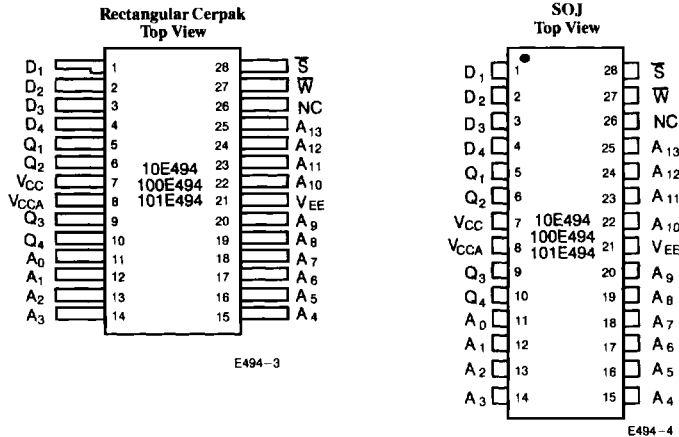 Rectangular Cerpak
Top View
D1 1 28 S̅
D2 2 27 W̅
D3 3 26 NC
D4 4 25 A13
Q1 5 24 A12
Q2 6 23 A11
VCC 7 22 A10
VCCA 8 21 VEE
Q3 9 20 A9
Q4 10 19 A8
A0 11 18 A7
A1 12 17 A6
A2 13 16 A5
A3 14 15 A4
10E494
100E494
101E494
E494-3
SOJ
Top View
D1 1 28 S̅
D2 2 27 W̅
D3 3 26 NC
D4 4 25 A13
Q1 5 24 A12
Q2 6 23 A11
VCC 7 22 A10
VCCA 8 21 VEE
Q3 9 20 A9
Q4 10 19 A8
A0 11 18 A7
A1 12 17 A6
A2 13 16 A5
A3 14 15 A4
10E494
100E494
101E494
E494-4